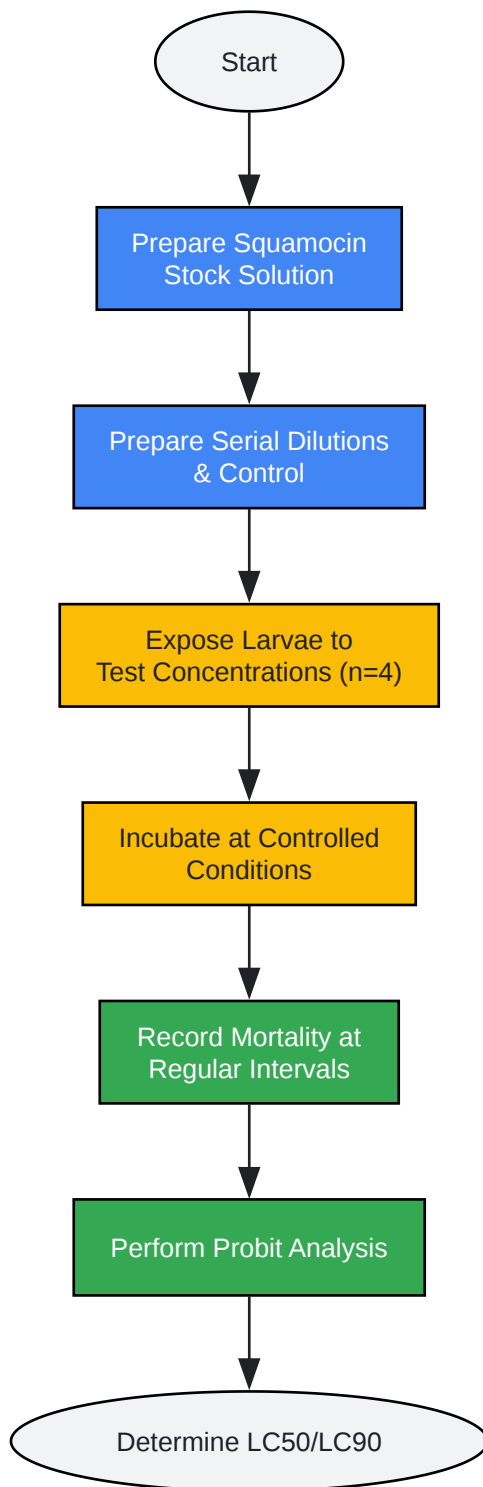 Start
Prepare Squamocin
Stock Solution
Prepare Serial Dilutions
& Control
Expose Larvae to
Test Concentrations (n=4)
Incubate at Controlled
Conditions
Record Mortality at
Regular Intervals
Perform Probit Analysis
Determine LC50/LC90